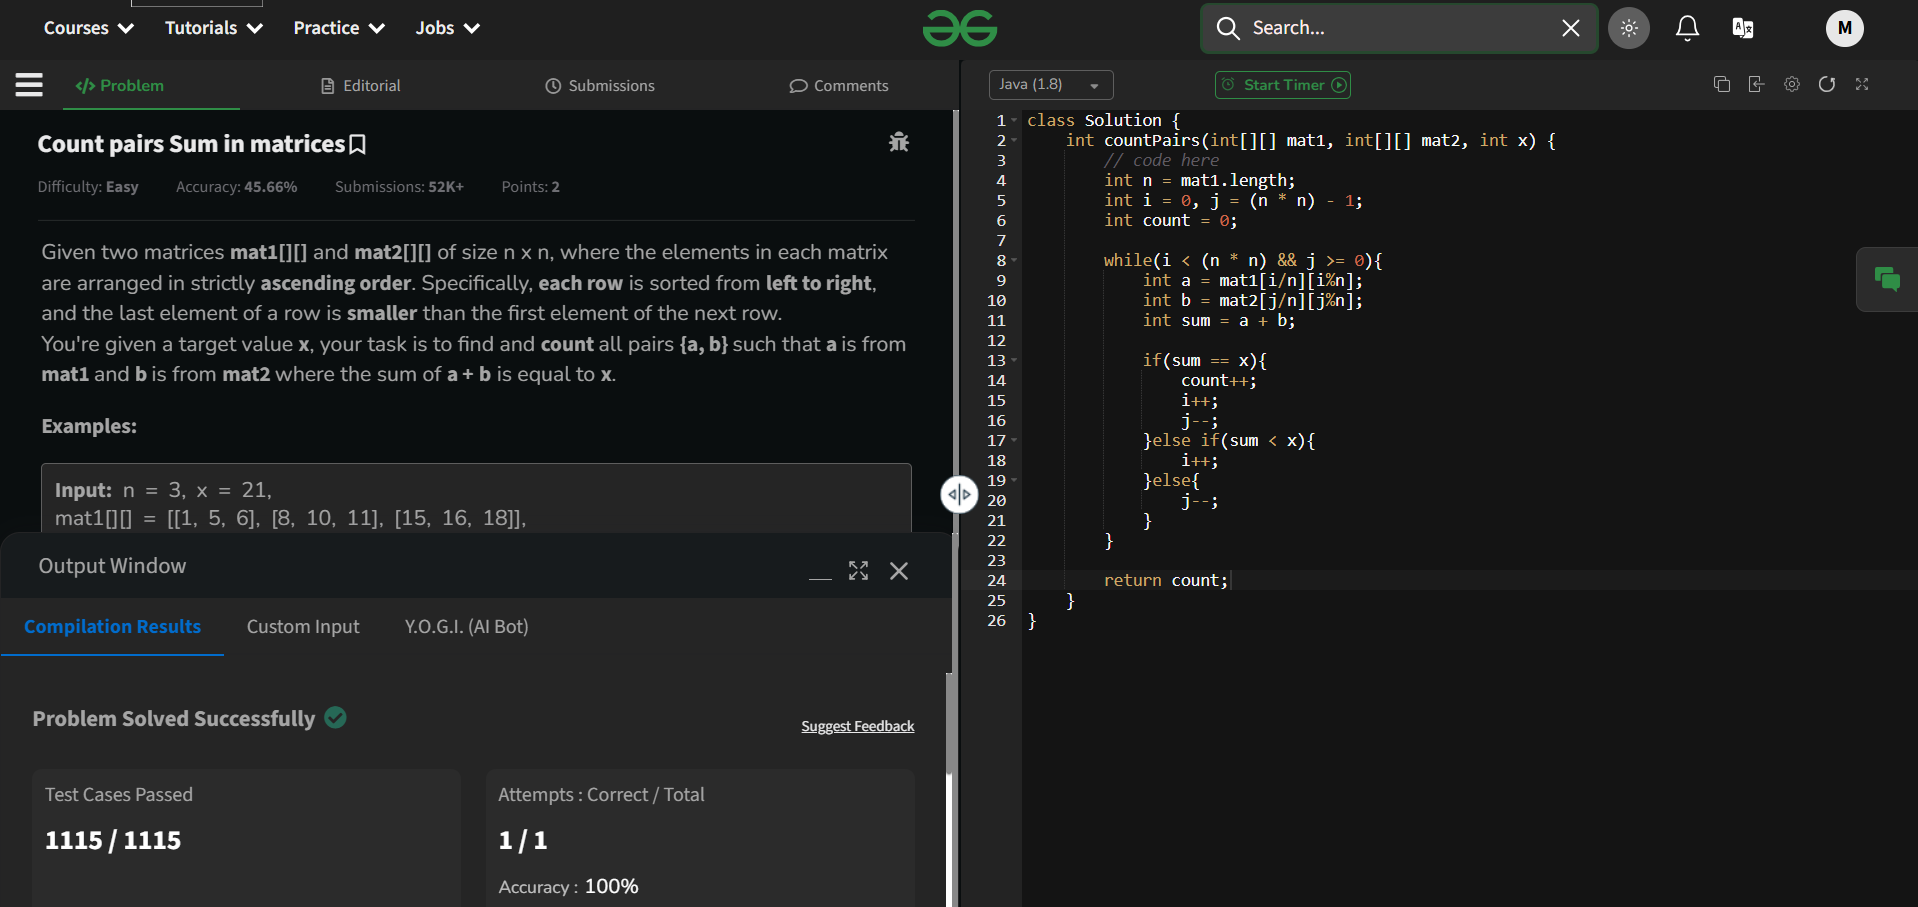 Courses Tutorials Practice Jobs Search... M
Problem Editorial Submissions Comments
Count pairs Sum in matrices
Difficulty: Easy Accuracy: 45.66% Submissions: 52K+ Points: 2
Given two matrices mat1[][] and mat2[][] of size n x n, where the elements in each matrix
are arranged in strictly ascending order. Specifically, each row is sorted from left to right,
and the last element of a row is smaller than the first element of the next row.
You're given a target value x, your task is to find and count all pairs {a, b} such that a is from
mat1 and b is from mat2 where the sum of a + b is equal to x.
Examples:
Input: n = 3, x = 21,
mat1[][] = [[1, 5, 6], [8, 10, 11], [15, 16, 18]],
Output Window
Compilation Results Custom Input Y.O.G.I. (AI Bot)
Problem Solved Successfully
Suggest Feedback
Test Cases Passed
1115 / 1115
Attempts : Correct / Total
1 / 1
Accuracy : 100%
Java (1.8) Start Timer
1 class Solution {
2 int countPairs(int[][] mat1, int[][] mat2, int x) {
3 // code here
4 int n = mat1.length;
5 int i = 0, j = (n * n) - 1;
6 int count = 0;
7
8 while(i < (n * n) && j >= 0){
9 int a = mat1[i/n][i%n];
10 int b = mat2[j/n][j%n];
11 int sum = a + b;
12
13 if(sum == x){
14 count++;
15 i++;
16 j--;
17 }else if(sum < x){
18 i++;
19 }else{
20 j--;
21 }
22 }
23
24 return count;
25 }
26 }